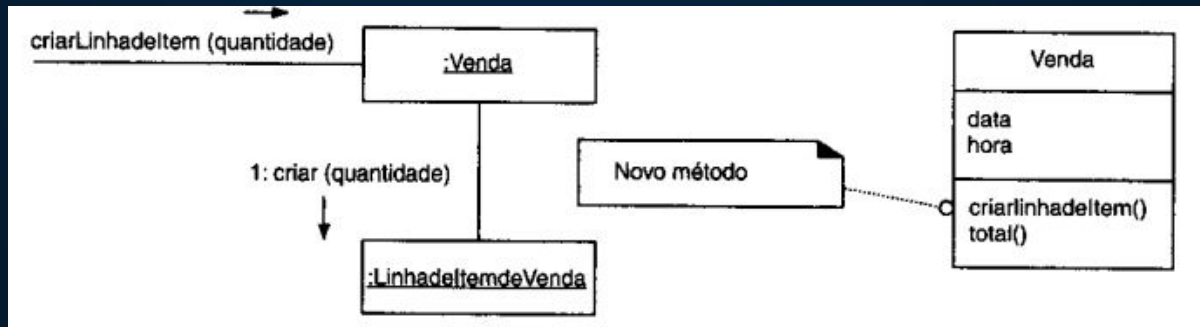 criarLinhadeItem (quantidade)
:Venda
1: criar (quantidade)
:LinhadeItemdeVenda
Novo método
Venda
data
hora
criarlinhadeItem()
total()